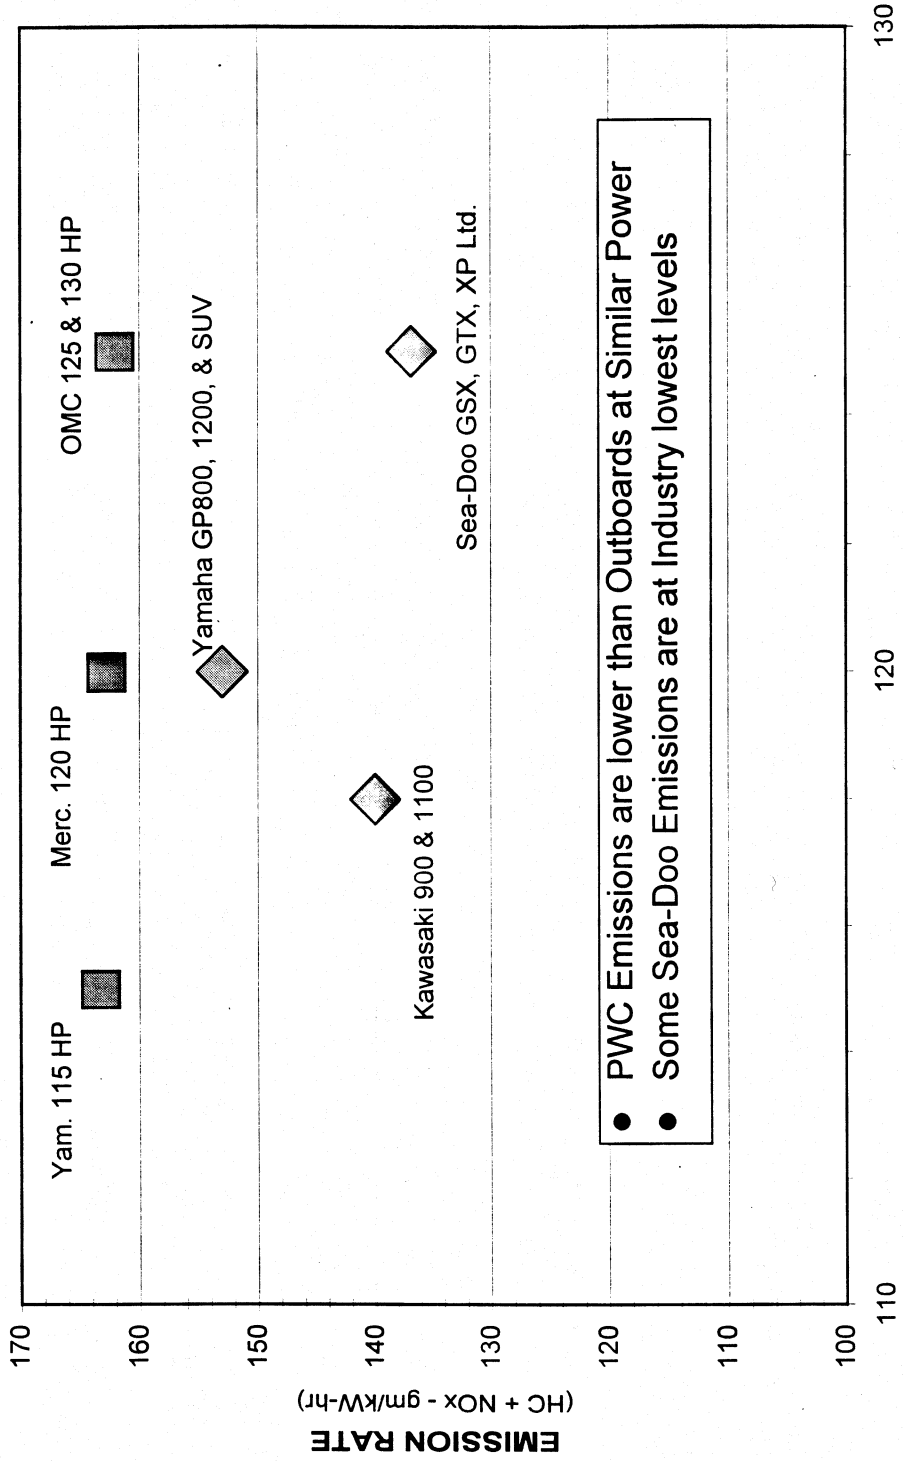 170
160
150
140
130
120
110
100
EMISSION RATE
(HC + NOx - gm/kW-hr)
Yam. 115 HP
Merc. 120 HP
OMC 125 & 130 HP
Yamaha GP800, 1200, & SUV
Kawasaki 900 & 1100
Sea-Doo GSX, GTX, XP Ltd.
● PWC Emissions are lower than Outboards at Similar Power
● Some Sea-Doo Emissions are at Industry lowest levels
110
120
130